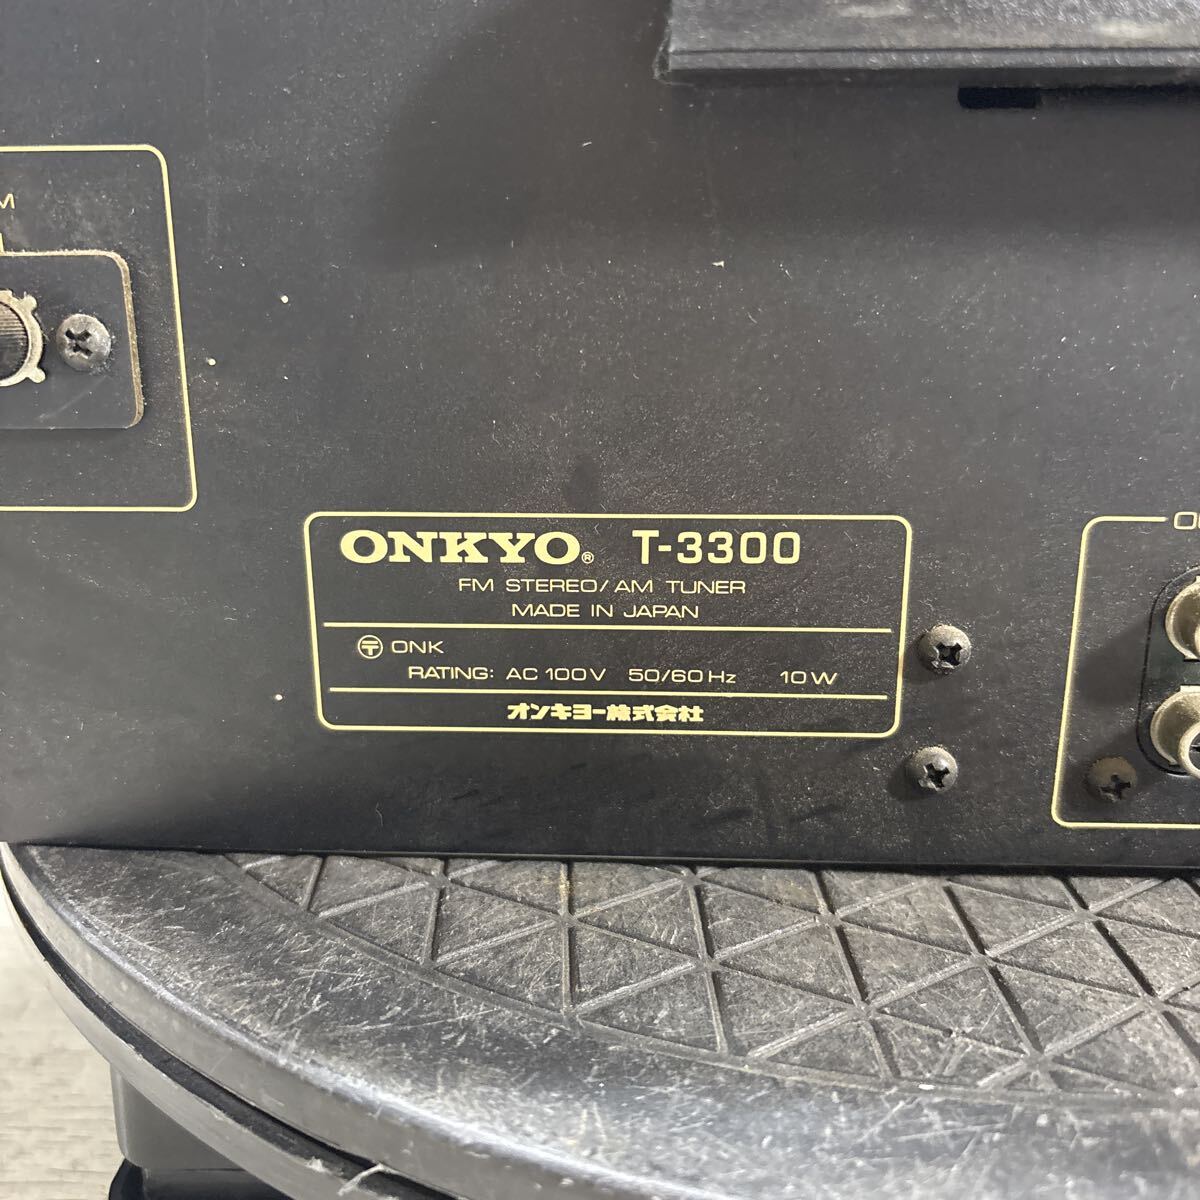 ONKYO® T-3300
FM STEREO/AM TUNER
MADE IN JAPAN
〶 ONK
RATING: AC 100V 50/60Hz 10W
オンキヨー株式会社